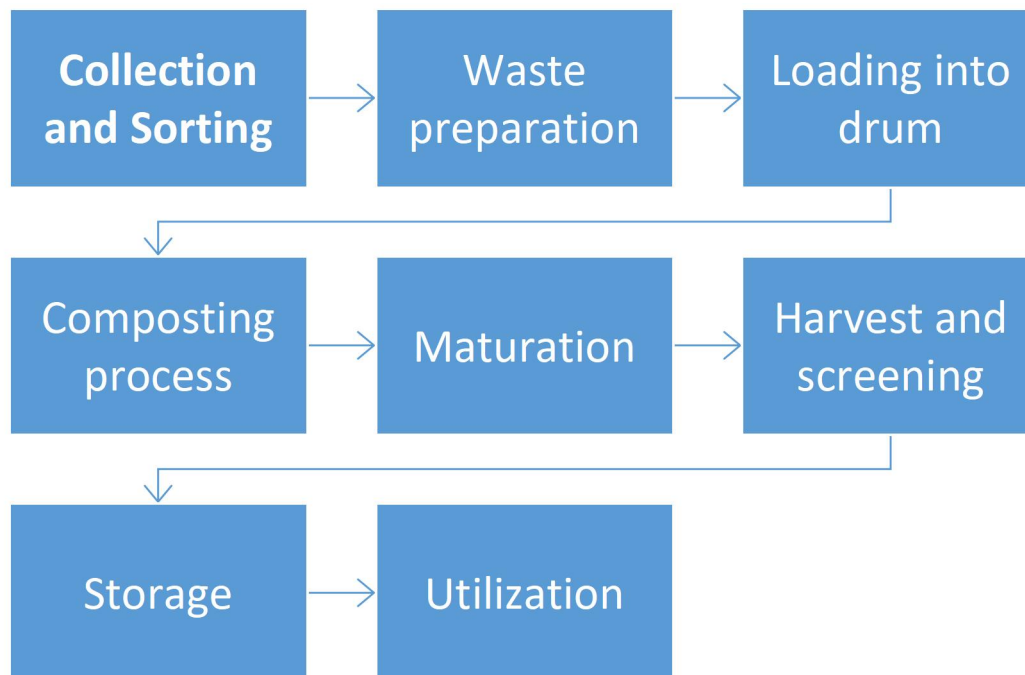 Collection
and Sorting
Waste
preparation
Loading into
drum
Composting
process
Maturation
Harvest and
screening
Storage
Utilization